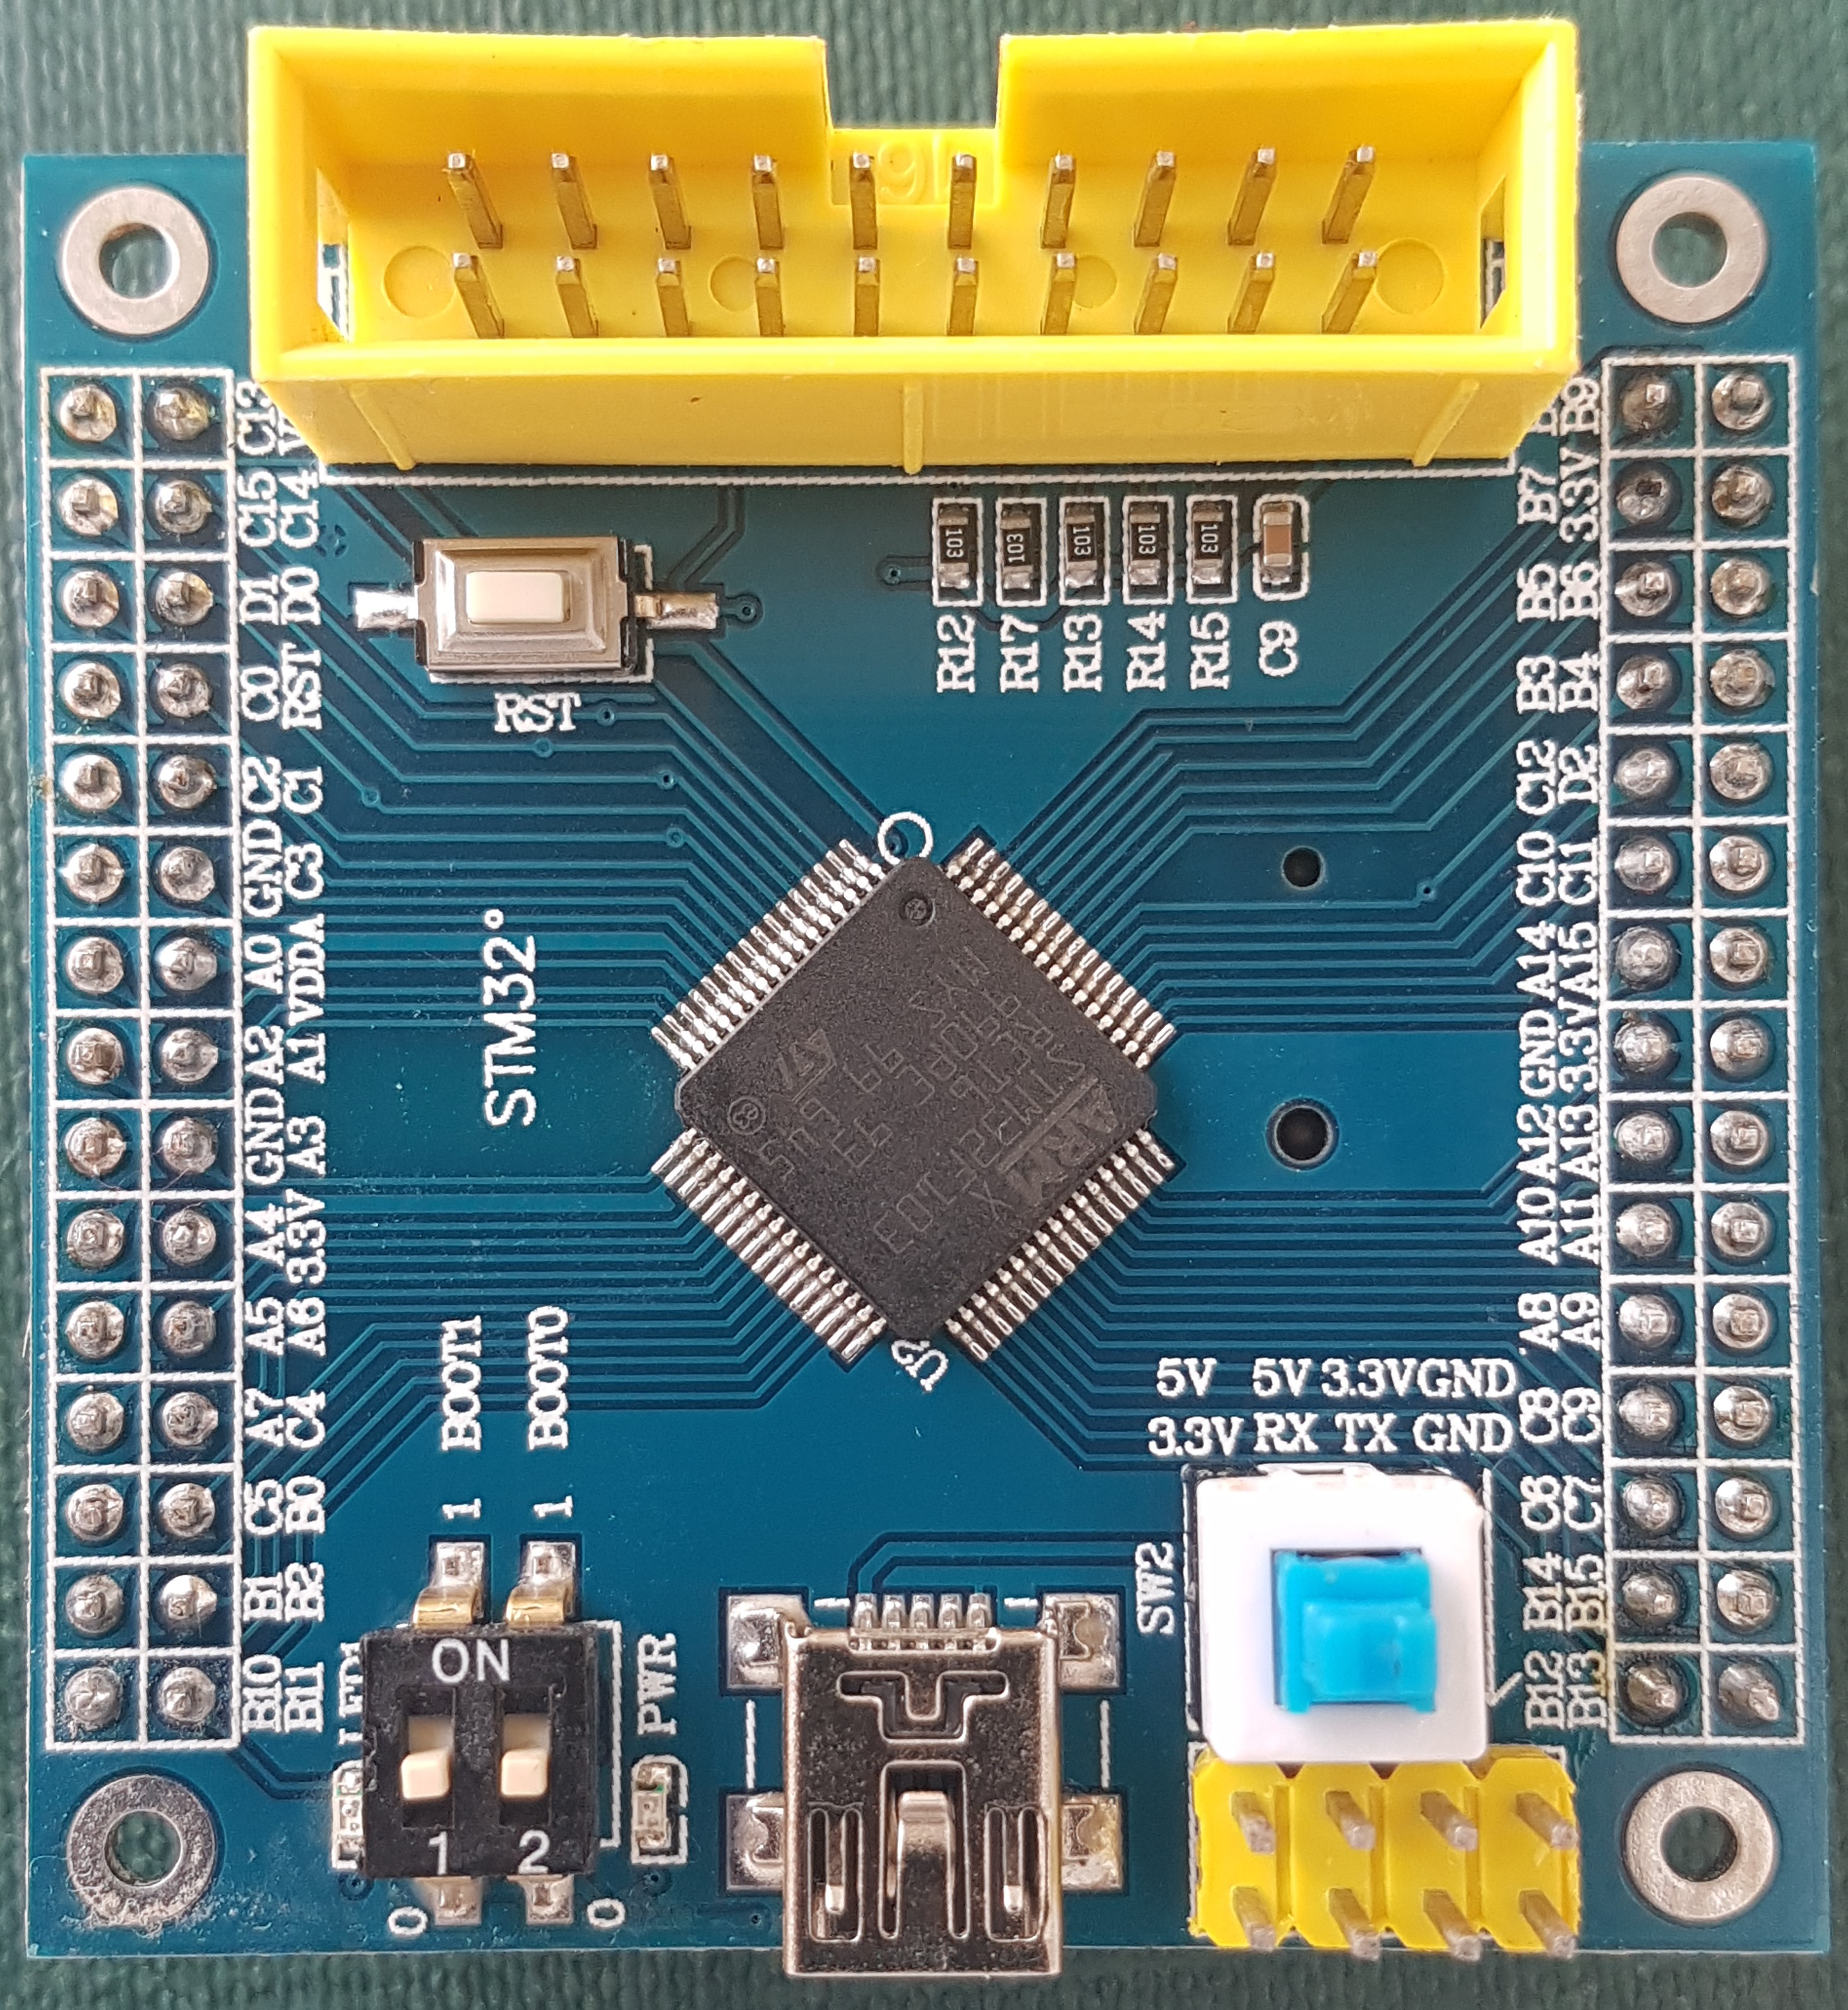 C13
C15 C14
D1 D0
C0 RST
C2 C1
GND C3
A0 VDDA
A2 A1
GND A3
A4 3.3V
A5 A6
A7 C4
C5 B0
B1 B2
B10 B11
RST
103 103 103 103 103
R12 R17 R13 R14 R15 C9
STM32°
ARM
STM32F103
U2
BOOT1 BOOT0
1 1
ON
1 2
0 0
PWR
5V 5V 3.3V GND
3.3V RX TX GND
SW2
B9
B7 3.3V
B5 B6
B3 B4
C12 D2
C10 C11
A14 A15
GND 3.3V
A12 A13
A10 A11
A8 A9
C8 C9
C6 C7
B14 B15
B12 B13